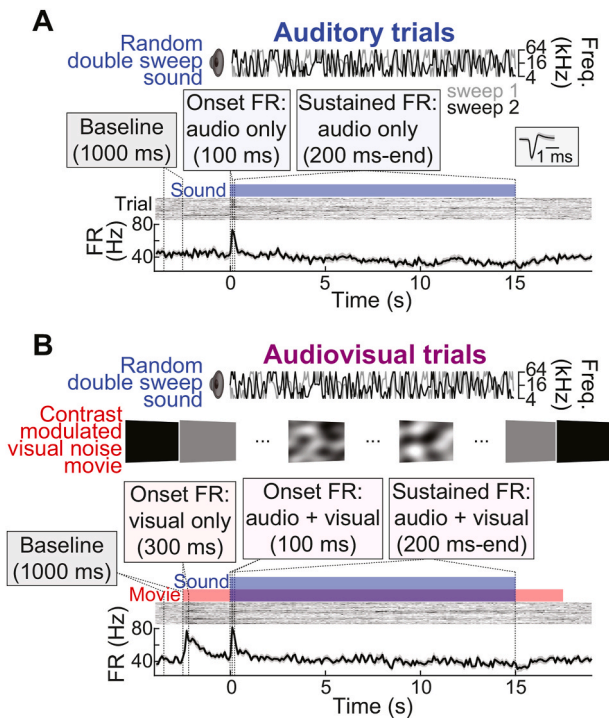 A
Auditory trials
Random
double sweep
sound
64
16
4
Freq.
(kHz)
sweep 1
sweep 2
Baseline
(1000 ms)
Onset FR:
audio only
(100 ms)
Sustained FR:
audio only
(200 ms-end)
1 ms
Sound
Trial
80
40
FR
(Hz)
0
5
10
15
Time (s)
B
Audiovisual trials
Random
double sweep
sound
64
16
4
Freq.
(kHz)
Contrast
modulated
visual noise
movie
...
...
...
Baseline
(1000 ms)
Onset FR:
visual only
(300 ms)
Onset FR:
audio + visual
(100 ms)
Sustained FR:
audio + visual
(200 ms-end)
Sound
Movie
80
40
FR (Hz)
0
5
10
15
Time (s)